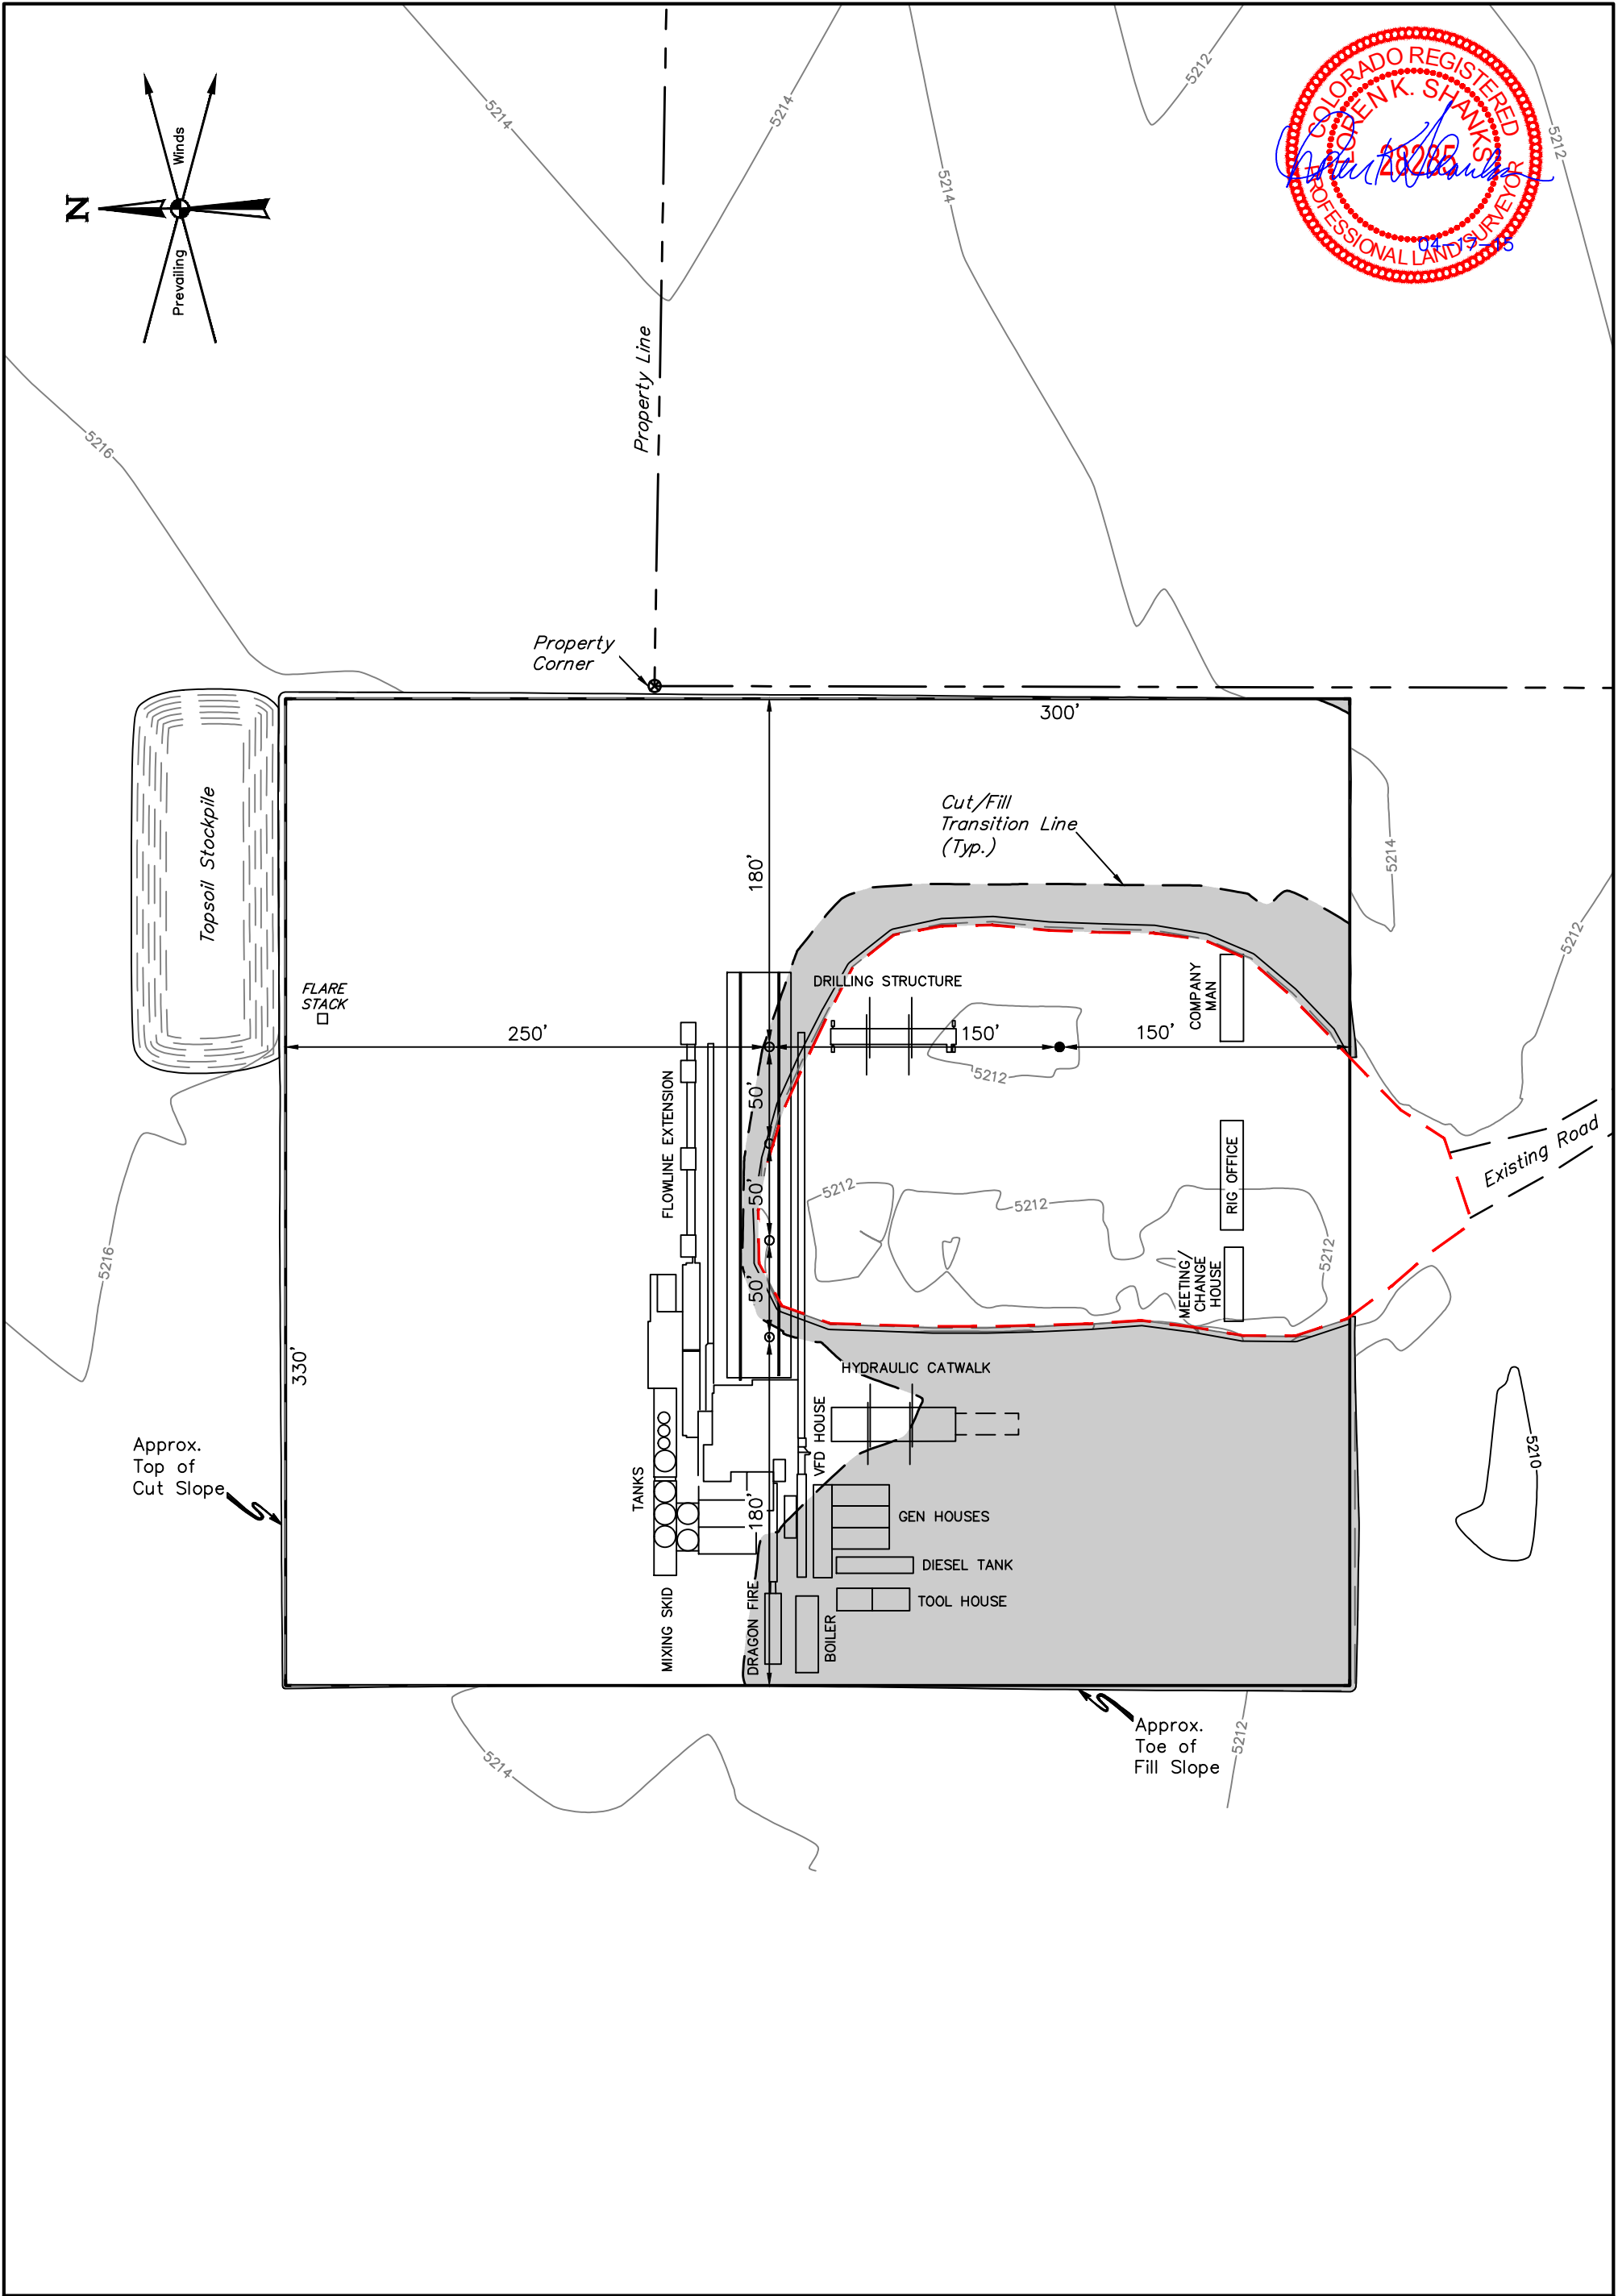 COLORADO REGISTERED
LOREN K. SHANKS
28285
PROFESSIONAL LAND SURVEYOR
04-17-15
N
Winds
Prevailing
5214
5214
5214
5212
5212
Property Line
5216
Property
Corner
300'
Topsoil Stockpile
Cut/Fill
Transition Line
(Typ.)
180'
5214
5212
FLARE
STACK
DRILLING STRUCTURE
COMPANY
MAN
250'
150'
150'
5212
50'
FLOWLINE EXTENSION
Existing Road
RIG OFFICE
50'
5212
5212
5212
5216
50'
MEETING/
CHANGE
HOUSE
330'
HYDRAULIC CATWALK
Approx.
Top of
Cut Slope
VFD HOUSE
TANKS
180'
5210
GEN HOUSES
DIESEL TANK
TOOL HOUSE
MIXING SKID
DRAGON FIRE
BOILER
Approx.
Toe of
Fill Slope
5212
5214